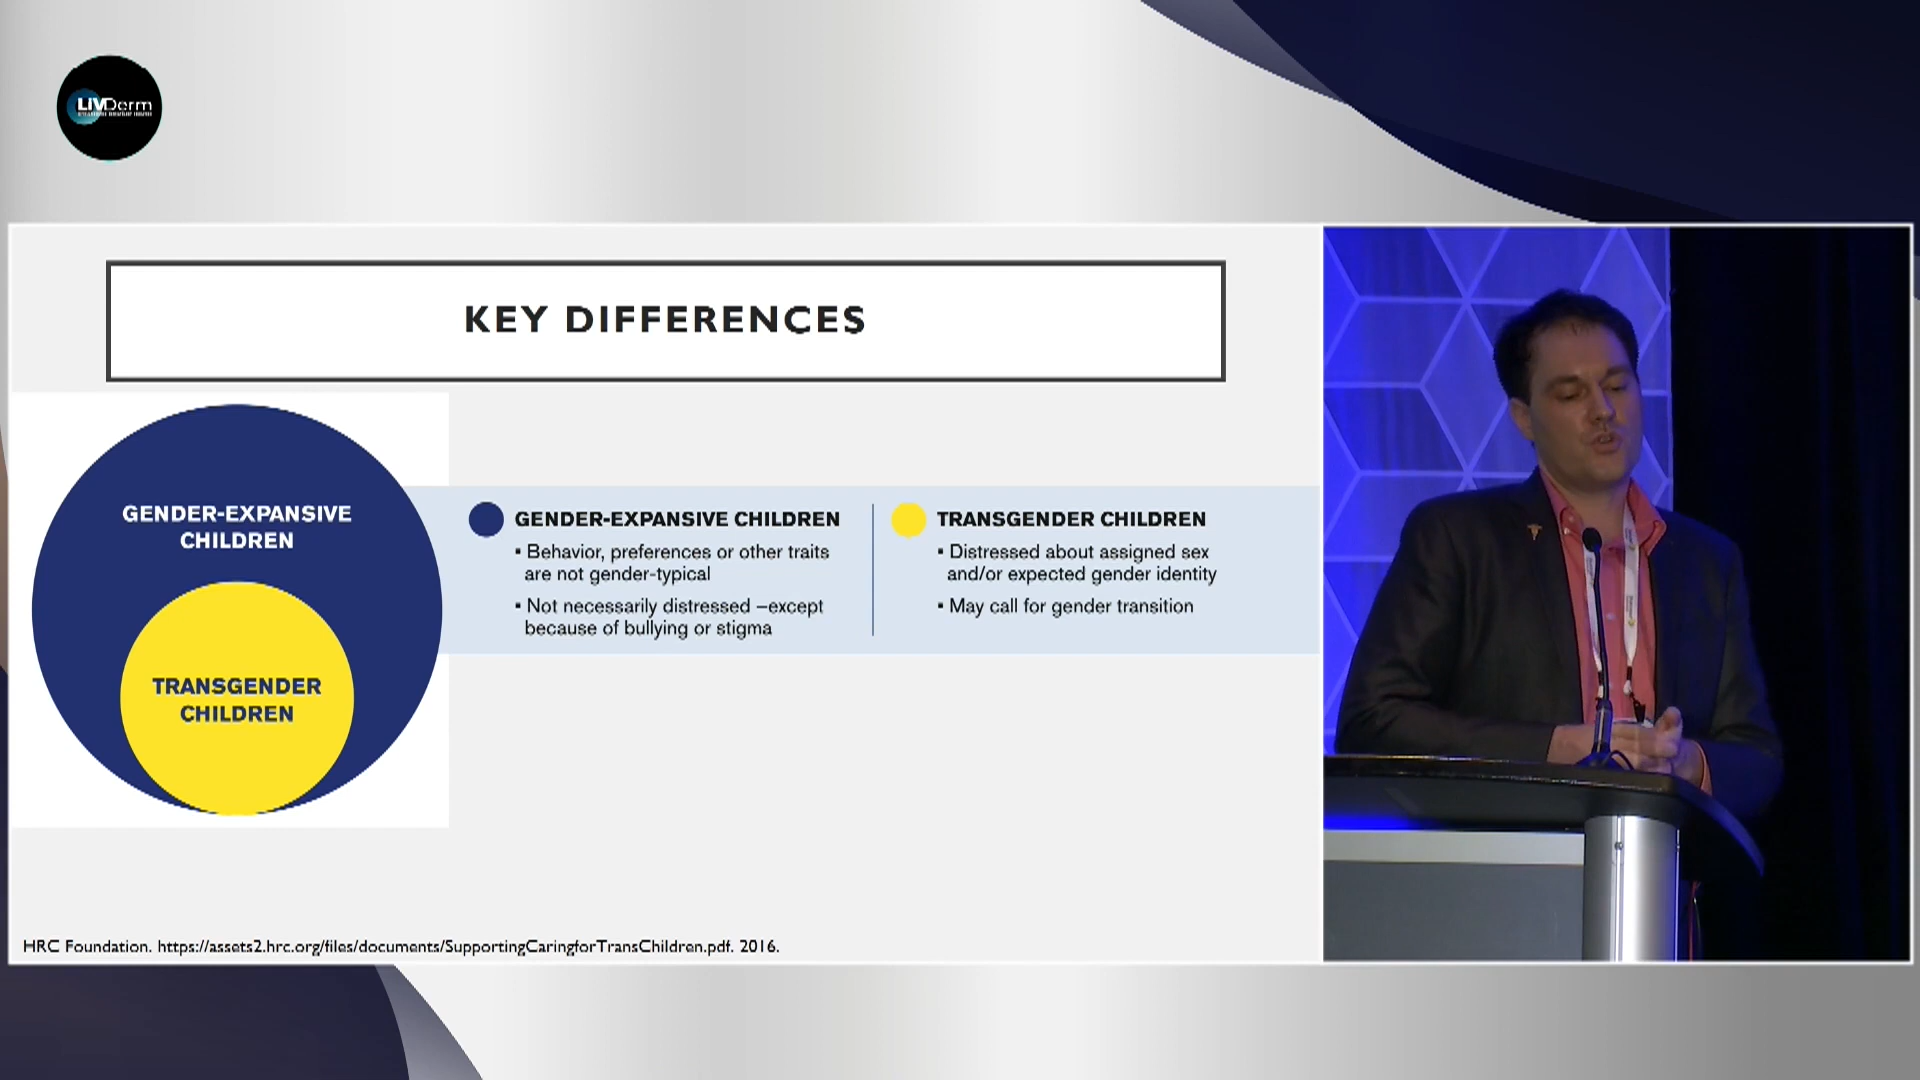 LIVDerm
KEY DIFFERENCES
GENDER-EXPANSIVE
CHILDREN
TRANSGENDER
CHILDREN
GENDER-EXPANSIVE CHILDREN
▪ Behavior, preferences or other traits
are not gender-typical
▪ Not necessarily distressed –except
because of bullying or stigma
TRANSGENDER CHILDREN
▪ Distressed about assigned sex
and/or expected gender identity
▪ May call for gender transition
HRC Foundation. https://assets2.hrc.org/files/documents/SupportingCaringforTransChildren.pdf. 2016.